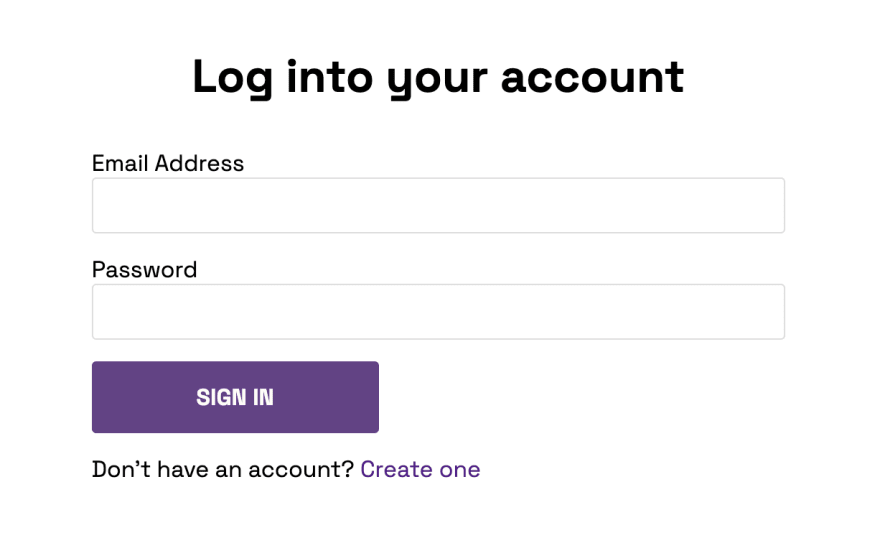 Log into your account
Email Address
Password
SIGN IN
Don’t have an account? Create one